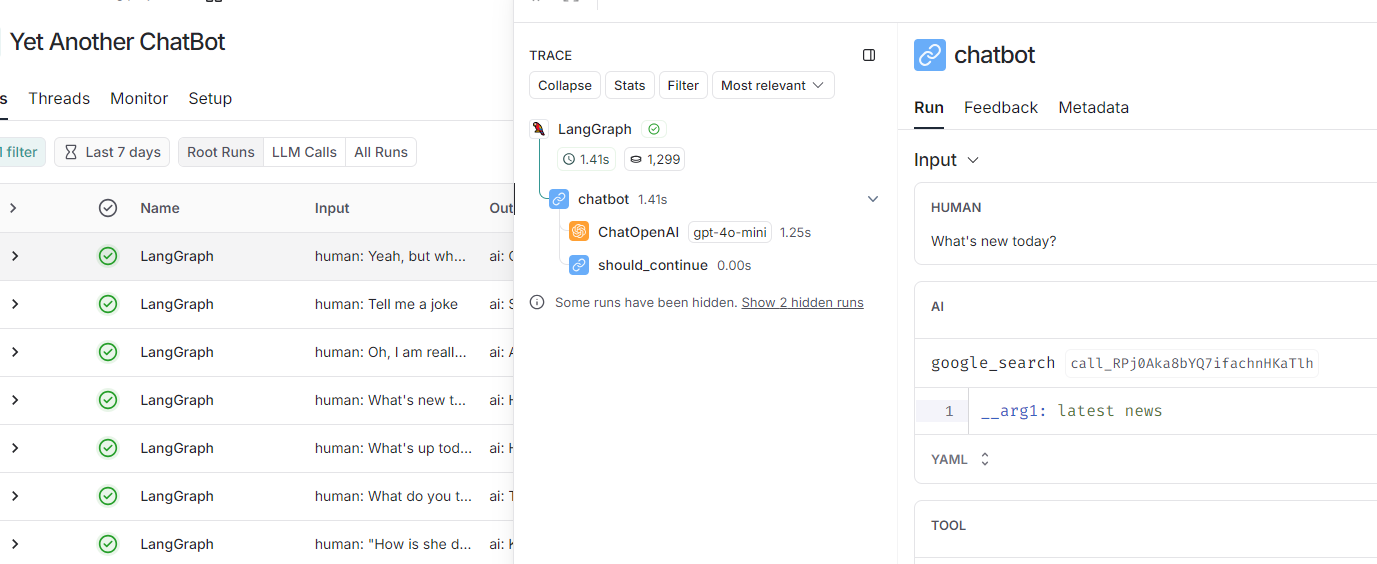 Yet Another ChatBot
s Threads Monitor Setup
1 filter Last 7 days Root Runs LLM Calls All Runs
Name Input Out
LangGraph human: Yeah, but wh... ai: C
LangGraph human: Tell me a joke ai: S
LangGraph human: Oh, I am reall... ai: A
LangGraph human: What's new t... ai: H
LangGraph human: What's up tod... ai: H
LangGraph human: What do you t... ai: T
LangGraph human: "How is she d... ai: K
TRACE
Collapse Stats Filter Most relevant
LangGraph
1.41s 1,299
chatbot 1.41s
ChatOpenAI gpt-4o-mini 1.25s
should_continue 0.00s
Some runs have been hidden. Show 2 hidden runs
chatbot
Run Feedback Metadata
Input
HUMAN
What's new today?
AI
google_search call_RPj0Aka8bYQ7ifachnHKaTlh
1 __arg1: latest news
YAML
TOOL